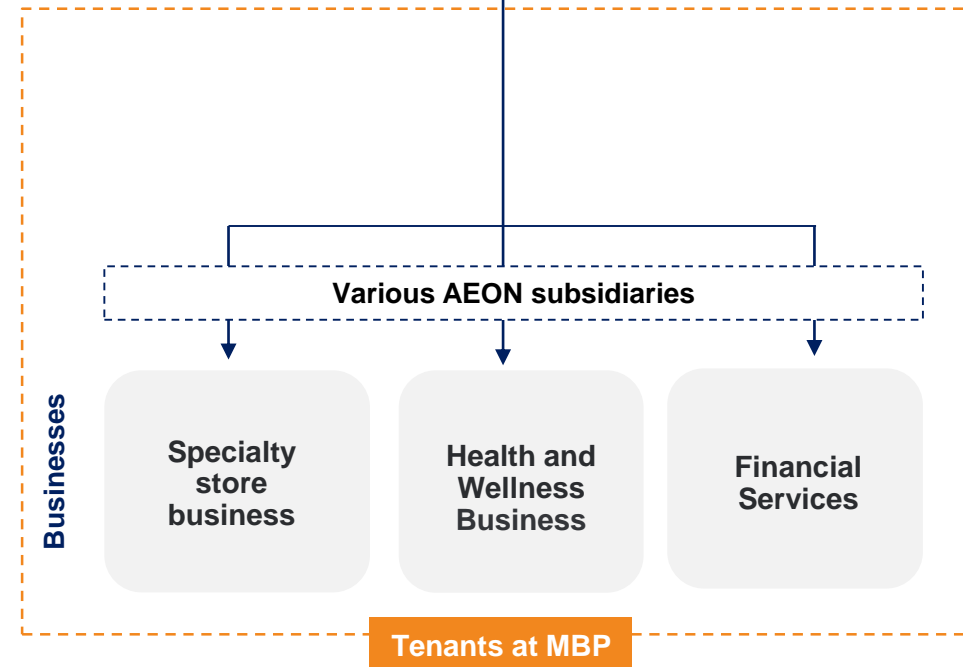 Various AEON subsidiaries
Businesses
Specialty
store
business
Health and
Wellness
Business
Financial
Services
Tenants at MBP